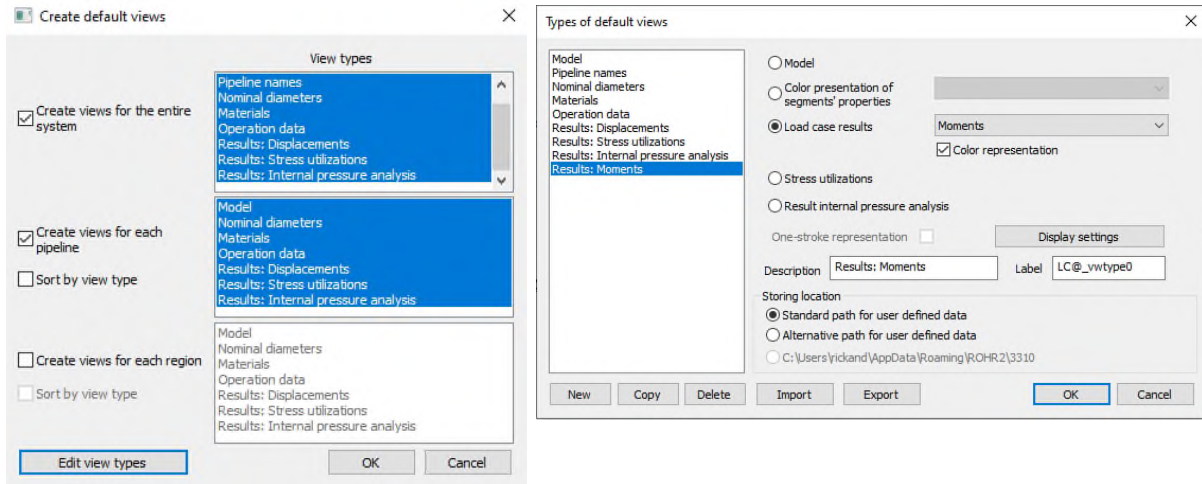 Create default views
View types
Create views for the entire
system
Pipeline names
Nominal diameters
Materials
Operation data
Results: Displacements
Results: Stress utilizations
Results: Internal pressure analysis
Create views for each
pipeline
Sort by view type
Model
Nominal diameters
Materials
Operation data
Results: Displacements
Results: Stress utilizations
Results: Internal pressure analysis
Create views for each region
Sort by view type
Model
Nominal diameters
Materials
Operation data
Results: Displacements
Results: Stress utilizations
Results: Internal pressure analysis
Edit view types
OK
Cancel
Types of default views
Model
Pipeline names
Nominal diameters
Materials
Operation data
Results: Displacements
Results: Stress utilizations
Results: Internal pressure analysis
Results: Moments
Model
Color presentation of
segments' properties
Load case results
Moments
Color representation
Stress utilizations
Result internal pressure analysis
One-stroke representation
Display settings
Description
Results: Moments
Label
LC@_vwtype0
Storing location
Standard path for user defined data
Alternative path for user defined data
C:\Users\rickand\AppData\Roaming\ROHR2\3310
New
Copy
Delete
Import
Export
OK
Cancel